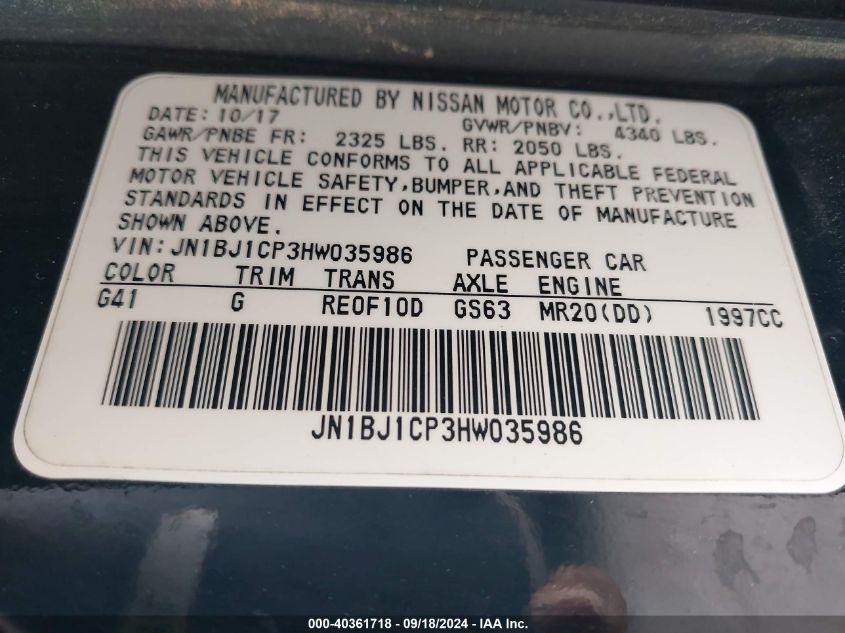 MANUFACTURED BY NISSAN MOTOR CO.,LTD.
DATE: 10/17 GVWR/PNBV: 4340 LBS.
GAWR/PNBE FR: 2325 LBS. RR: 2050 LBS.
THIS VEHICLE CONFORMS TO ALL APPLICABLE FEDERAL
MOTOR VEHICLE SAFETY,BUMPER,AND THEFT PREVENTION
STANDARDS IN EFFECT ON THE DATE OF MANUFACTURE
SHOWN ABOVE.
VIN:JN1BJ1CP3HW035986 PASSENGER CAR
COLOR TRIM TRANS AXLE ENGINE
G41 G RE0F10D GS63 MR20(DD) 1997CC
JN1BJ1CP3HW035986
000-40361718 - 09/18/2024 - IAA Inc.